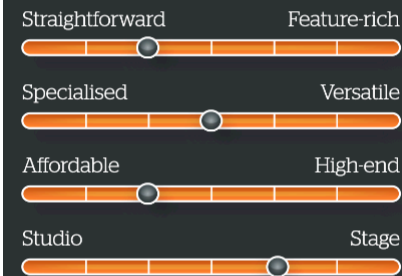 Straightforward Feature-rich
Specialised Versatile
Affordable High-end
Studio Stage